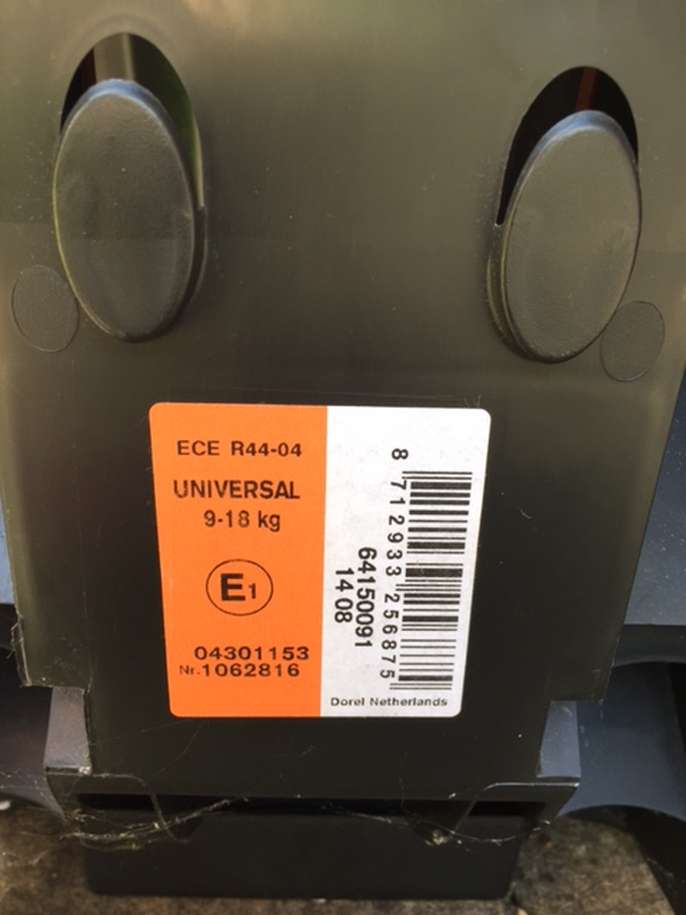 ECE R44-04
UNIVERSAL
9-18 kg
E1
04301153
Nr.1062816
8 712933 256875
64150091
14 08
Dorel Netherlands